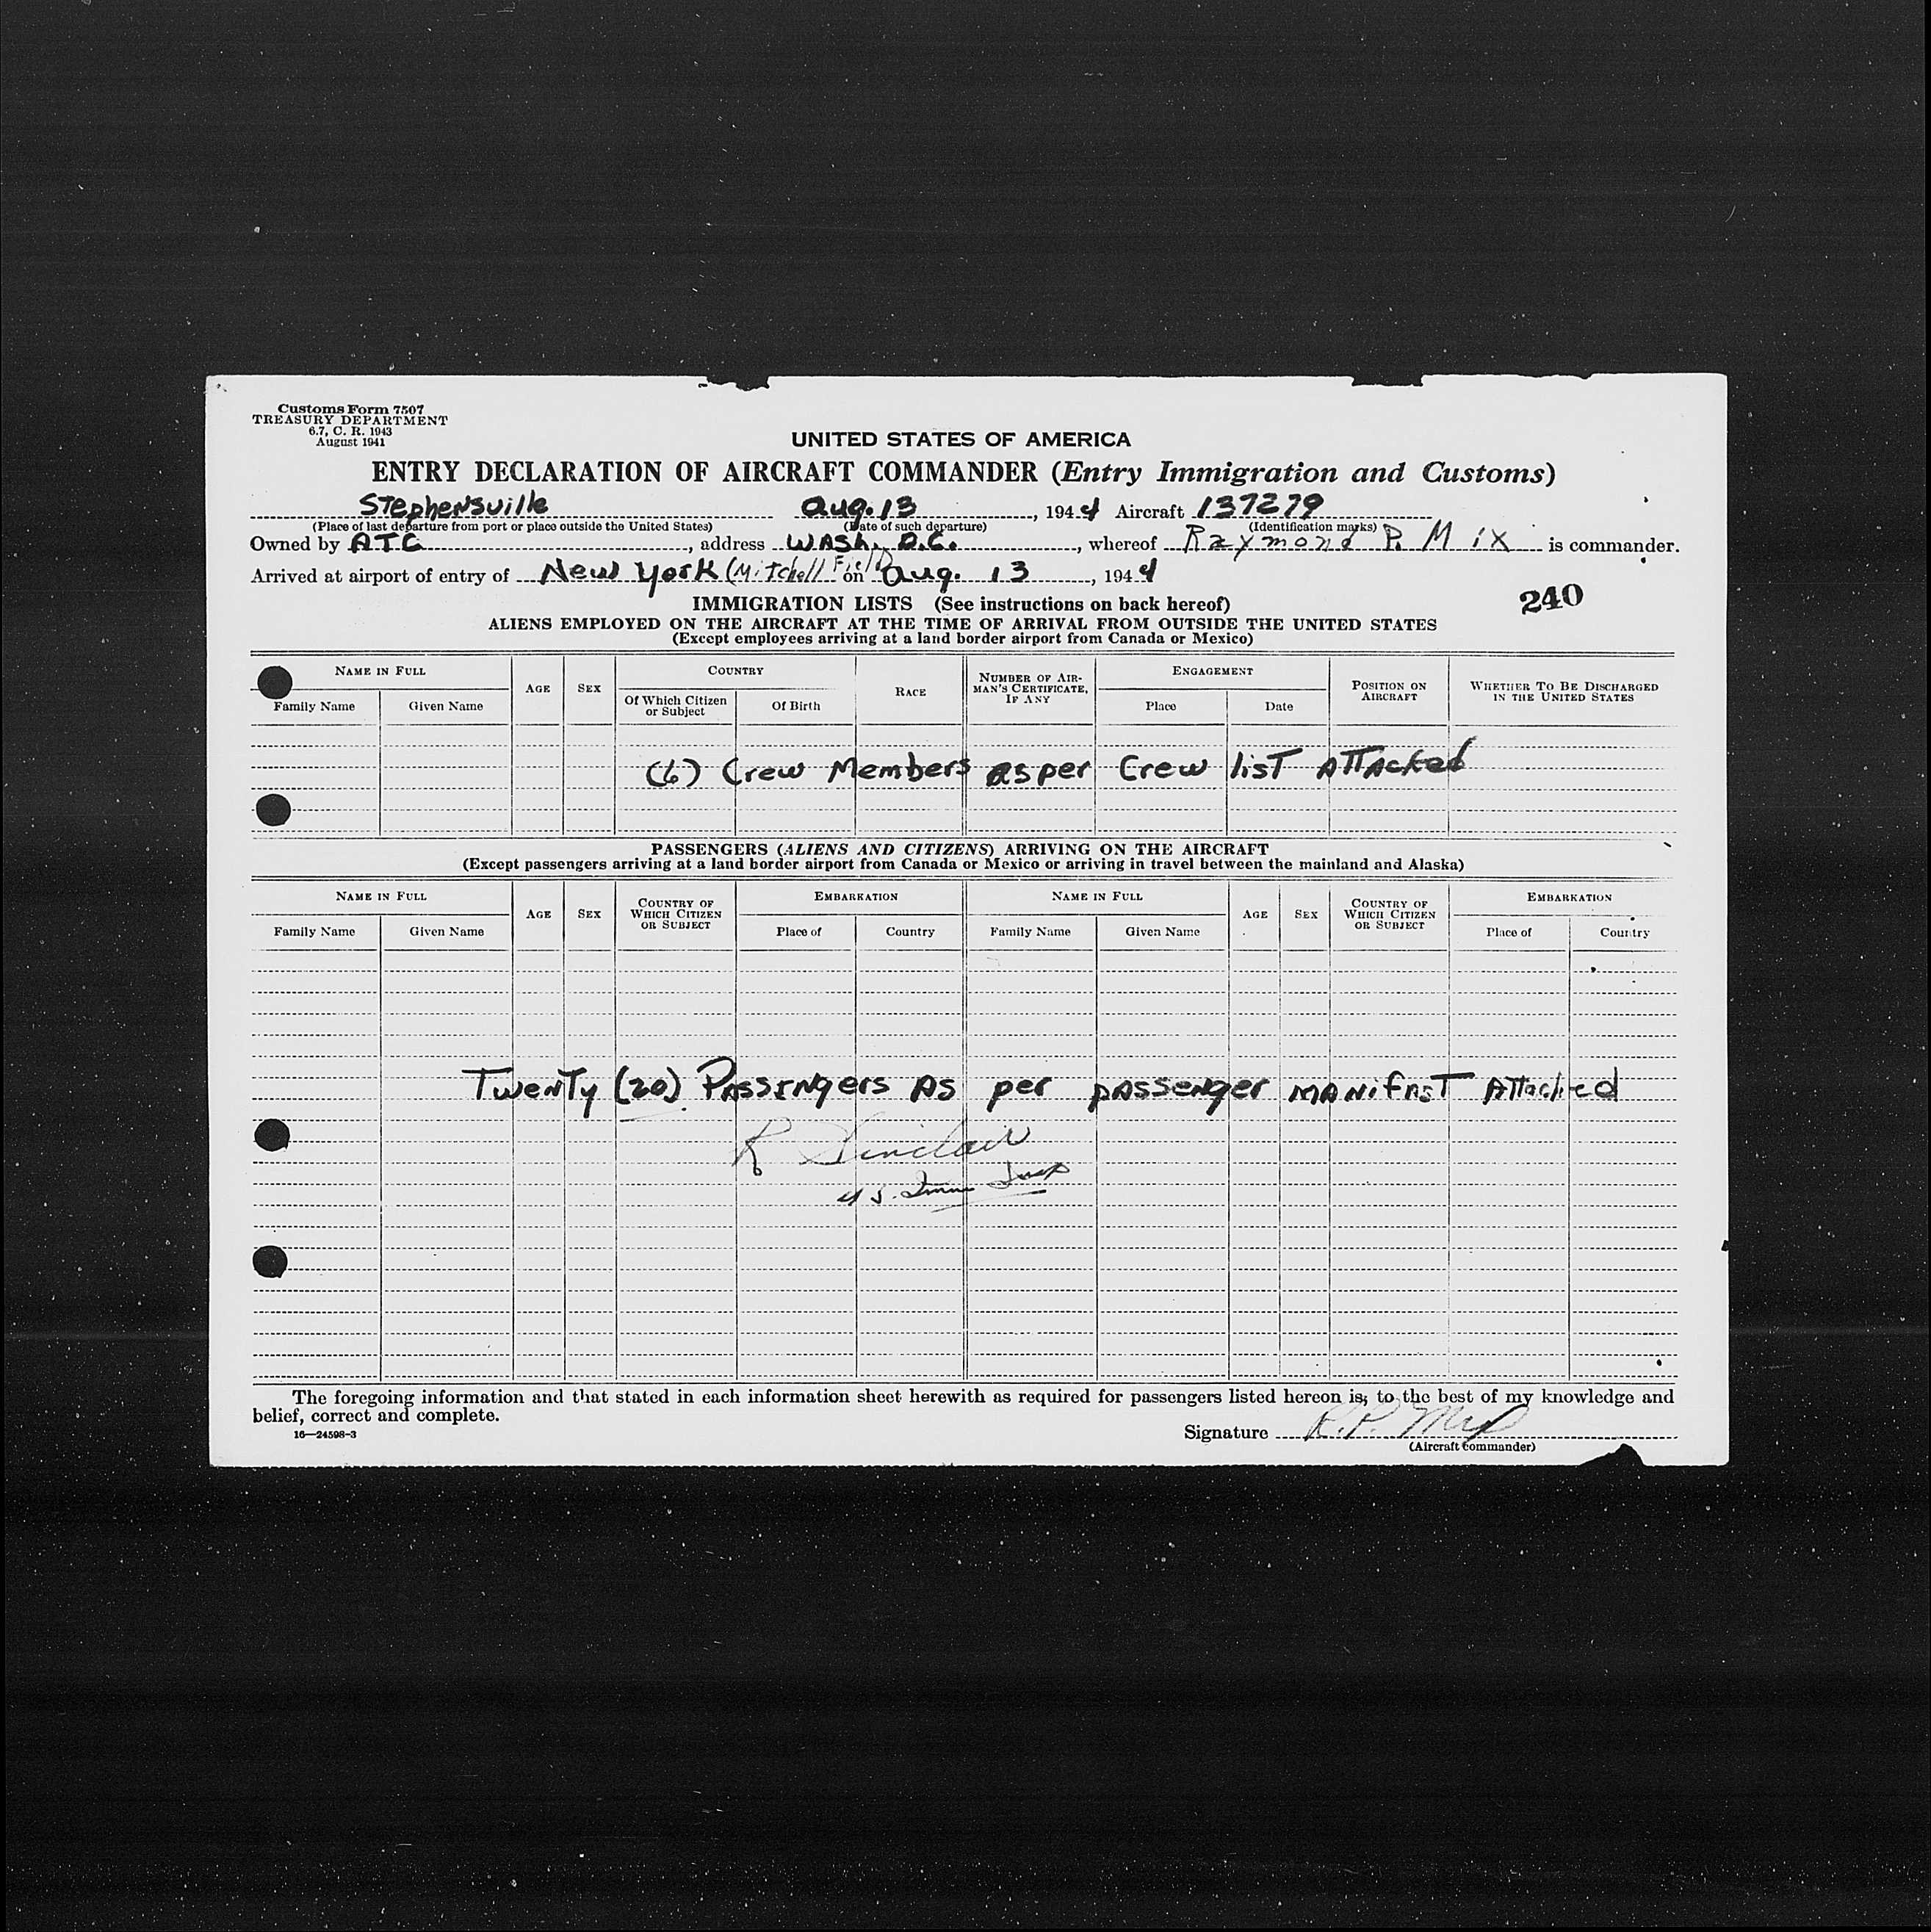 Customs Form 7507
TREASURY DEPARTMENT
6.7, C. R. 1943
August 1941
UNITED STATES OF AMERICA
ENTRY DECLARATION OF AIRCRAFT COMMANDER (Entry Immigration and Customs)
Stephensville Aug. 13, 1944 Aircraft 137279
(Place of last departure from port or place outside the United States) (Date of such departure) (Identification marks)
Owned by ATC, address WASh. D.C., whereof Raymond P. Mix is commander.
Arrived at airport of entry of New York (Mitchell Field) on Aug. 13, 1944
240
IMMIGRATION LISTS (See instructions on back hereof)
ALIENS EMPLOYED ON THE AIRCRAFT AT THE TIME OF ARRIVAL FROM OUTSIDE THE UNITED STATES
(Except employees arriving at a land border airport from Canada or Mexico)
NAME IN FULL AGE SEX COUNTRY RACE NUMBER OF AIRMAN'S CERTIFICATE, IF ANY ENGAGEMENT POSITION ON AIRCRAFT WHETHER TO BE DISCHARGED IN THE UNITED STATES
Family Name Given Name Of Which Citizen or Subject Of Birth Place Date
(6) Crew Members as per Crew list Attached
PASSENGERS (ALIENS AND CITIZENS) ARRIVING ON THE AIRCRAFT
(Except passengers arriving at a land border airport from Canada or Mexico or arriving in travel between the mainland and Alaska)
NAME IN FULL AGE SEX COUNTRY OF WHICH CITIZEN OR SUBJECT EMBARKATION NAME IN FULL AGE SEX COUNTRY OF WHICH CITIZEN OR SUBJECT EMBARKATION
Family Name Given Name Place of Country Family Name Given Name Place of Country
Twenty (20) Passengers As per passenger manifest Attached
R Sinclair
U S. Imm Insp
The foregoing information and that stated in each information sheet herewith as required for passengers listed hereon is, to the best of my knowledge and
belief, correct and complete.
16—24598-3
Signature R. P. Mix
(Aircraft Commander)